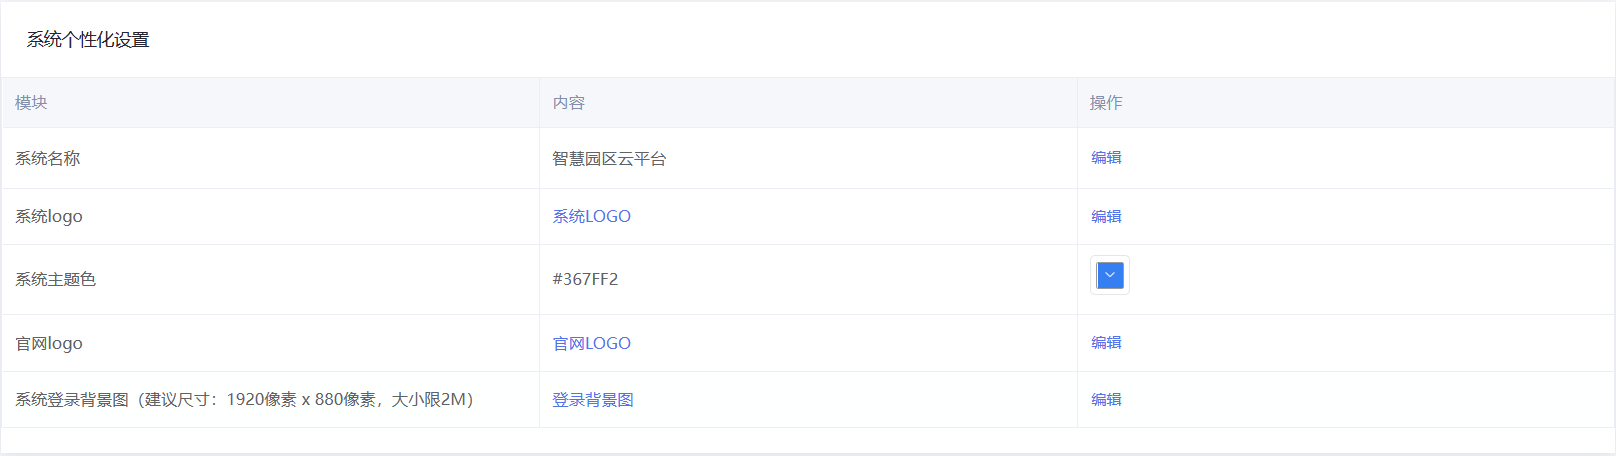 系统个性化设置
模块 内容 操作
系统名称 智慧园区云平台 编辑
系统logo 系统LOGO 编辑
系统主题色 #367FF2
官网logo 官网LOGO 编辑
系统登录背景图（建议尺寸：1920像素 x 880像素，大小限2M） 登录背景图 编辑